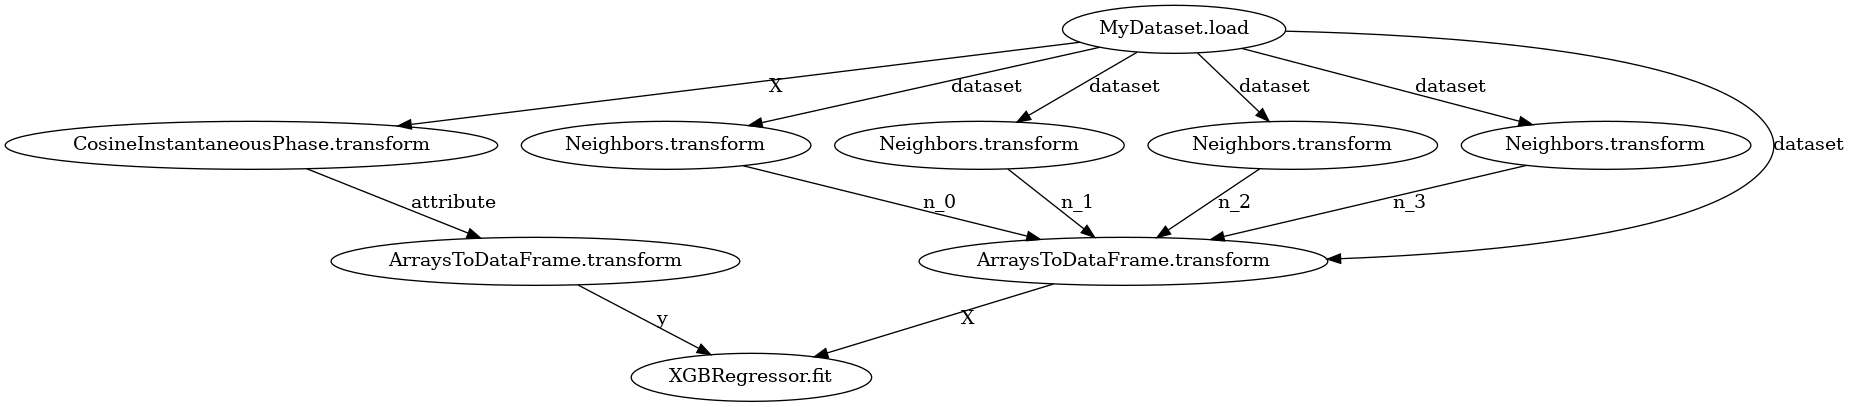 MyDataset.load
X
dataset
dataset
dataset
dataset
CosineInstantaneousPhase.transform
Neighbors.transform
Neighbors.transform
Neighbors.transform
Neighbors.transform
dataset
attribute
n_0
n_1
n_2
n_3
ArraysToDataFrame.transform
ArraysToDataFrame.transform
y
X
XGBRegressor.fit